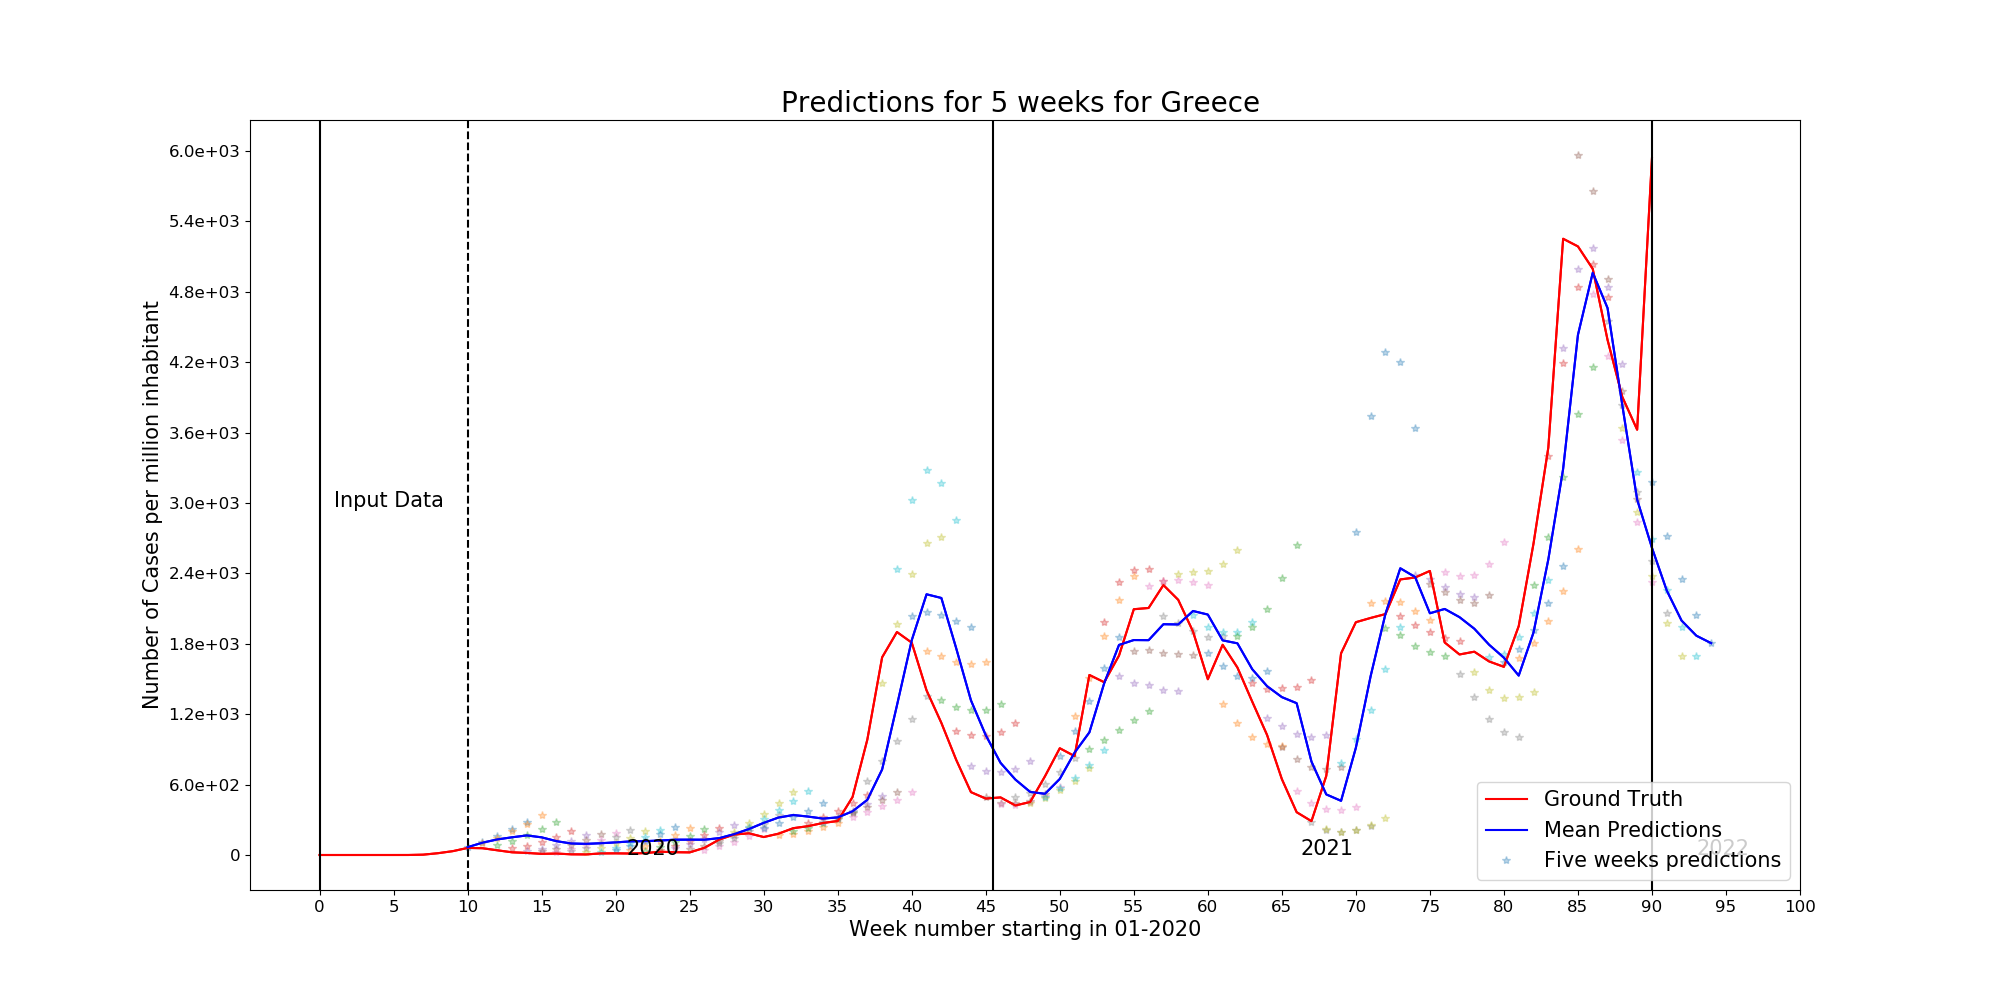 Predictions for 5 weeks for Greece
Number of Cases per million inhabitant
6.0e+03
5.4e+03
4.8e+03
4.2e+03
3.6e+03
3.0e+03
2.4e+03
1.8e+03
1.2e+03
6.0e+02
0
Input Data
2020
2021
2022
Ground Truth
Mean Predictions
Five weeks predictions
0 5 10 15 20 25 30 35 40 45 50 55 60 65 70 75 80 85 90 95 100
Week number starting in 01-2020